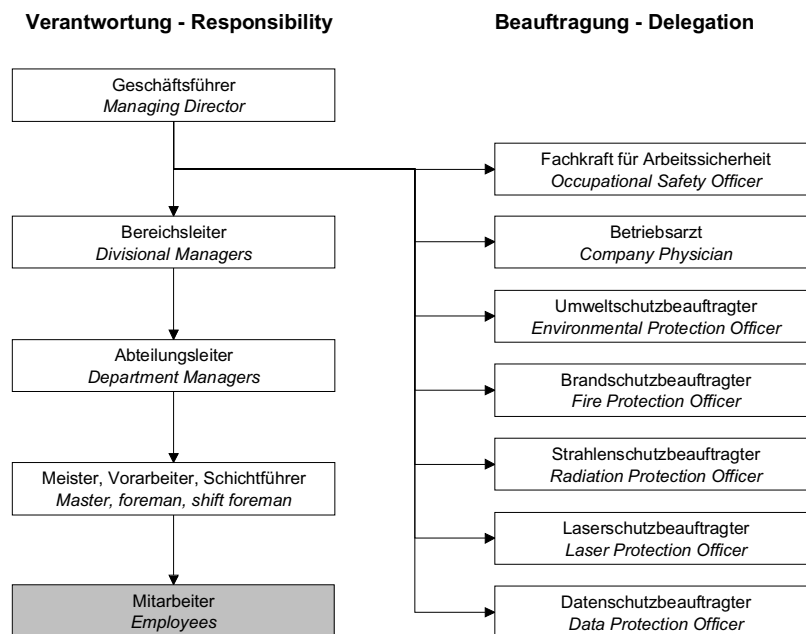 Verantwortung - Responsibility
Geschäftsführer
Managing Director
Bereichsleiter
Divisional Managers
Abteilungsleiter
Department Managers
Meister, Vorarbeiter, Schichtführer
Master, foreman, shift foreman
Mitarbeiter
Employees
Beauftragung - Delegation
Fachkraft für Arbeitssicherheit
Occupational Safety Officer
Betriebsarzt
Company Physician
Umweltschutzbeauftragter
Environmental Protection Officer
Brandschutzbeauftragter
Fire Protection Officer
Strahlenschutzbeauftragter
Radiation Protection Officer
Laserschutzbeauftragter
Laser Protection Officer
Datenschutzbeauftragter
Data Protection Officer